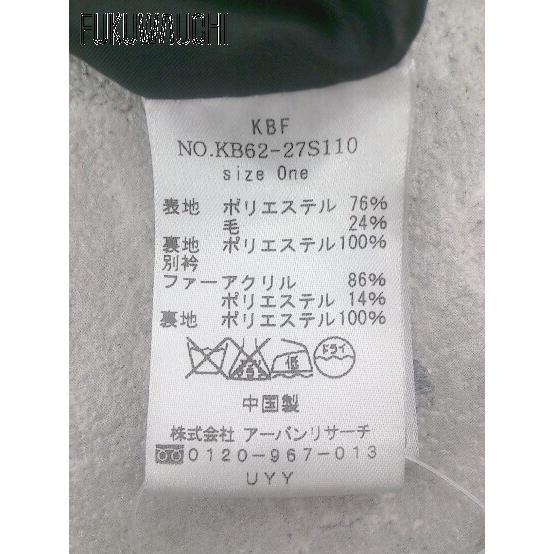 FUKUWAUCHI
KBF
NO.KB62-27S110
size One
表地 ポリエステル 76%
毛 24%
裏地 ポリエステル100%
別衿
ファーアクリル 86%
ポリエステル 14%
裏地 ポリエステル100%
低 ドライ
中国製
株式会社 アーバンリサーチ
0120-967-013
UYY